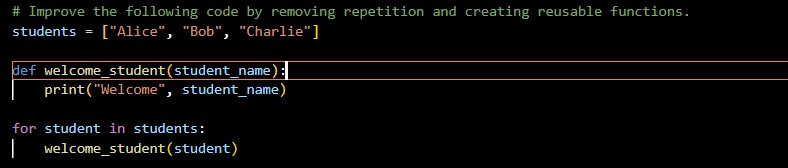 # Improve the following code by removing repetition and creating reusable functions.
students = ["Alice", "Bob", "Charlie"]
def welcome_student(student_name):
    print("Welcome", student_name)
for student in students:
    welcome_student(student)